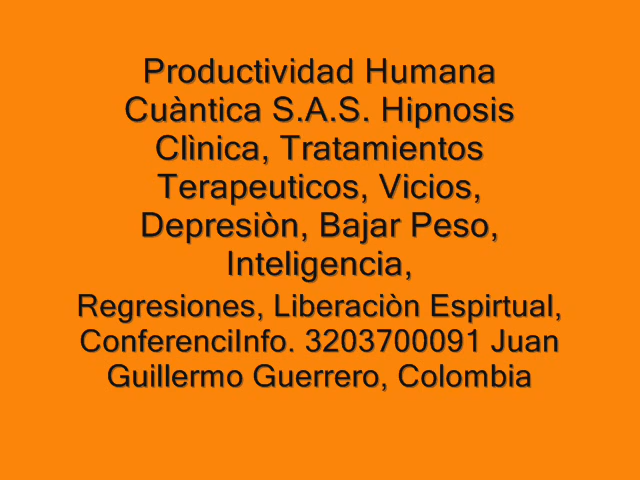 Productividad Humana
Cuàntica S.A.S. Hipnosis
Clìnica, Tratamientos
Terapeuticos, Vicios,
Depresiòn, Bajar Peso,
Inteligencia,
Regresiones, Liberaciòn Espirtual,
ConferenciInfo. 3203700091 Juan
Guillermo Guerrero, Colombia